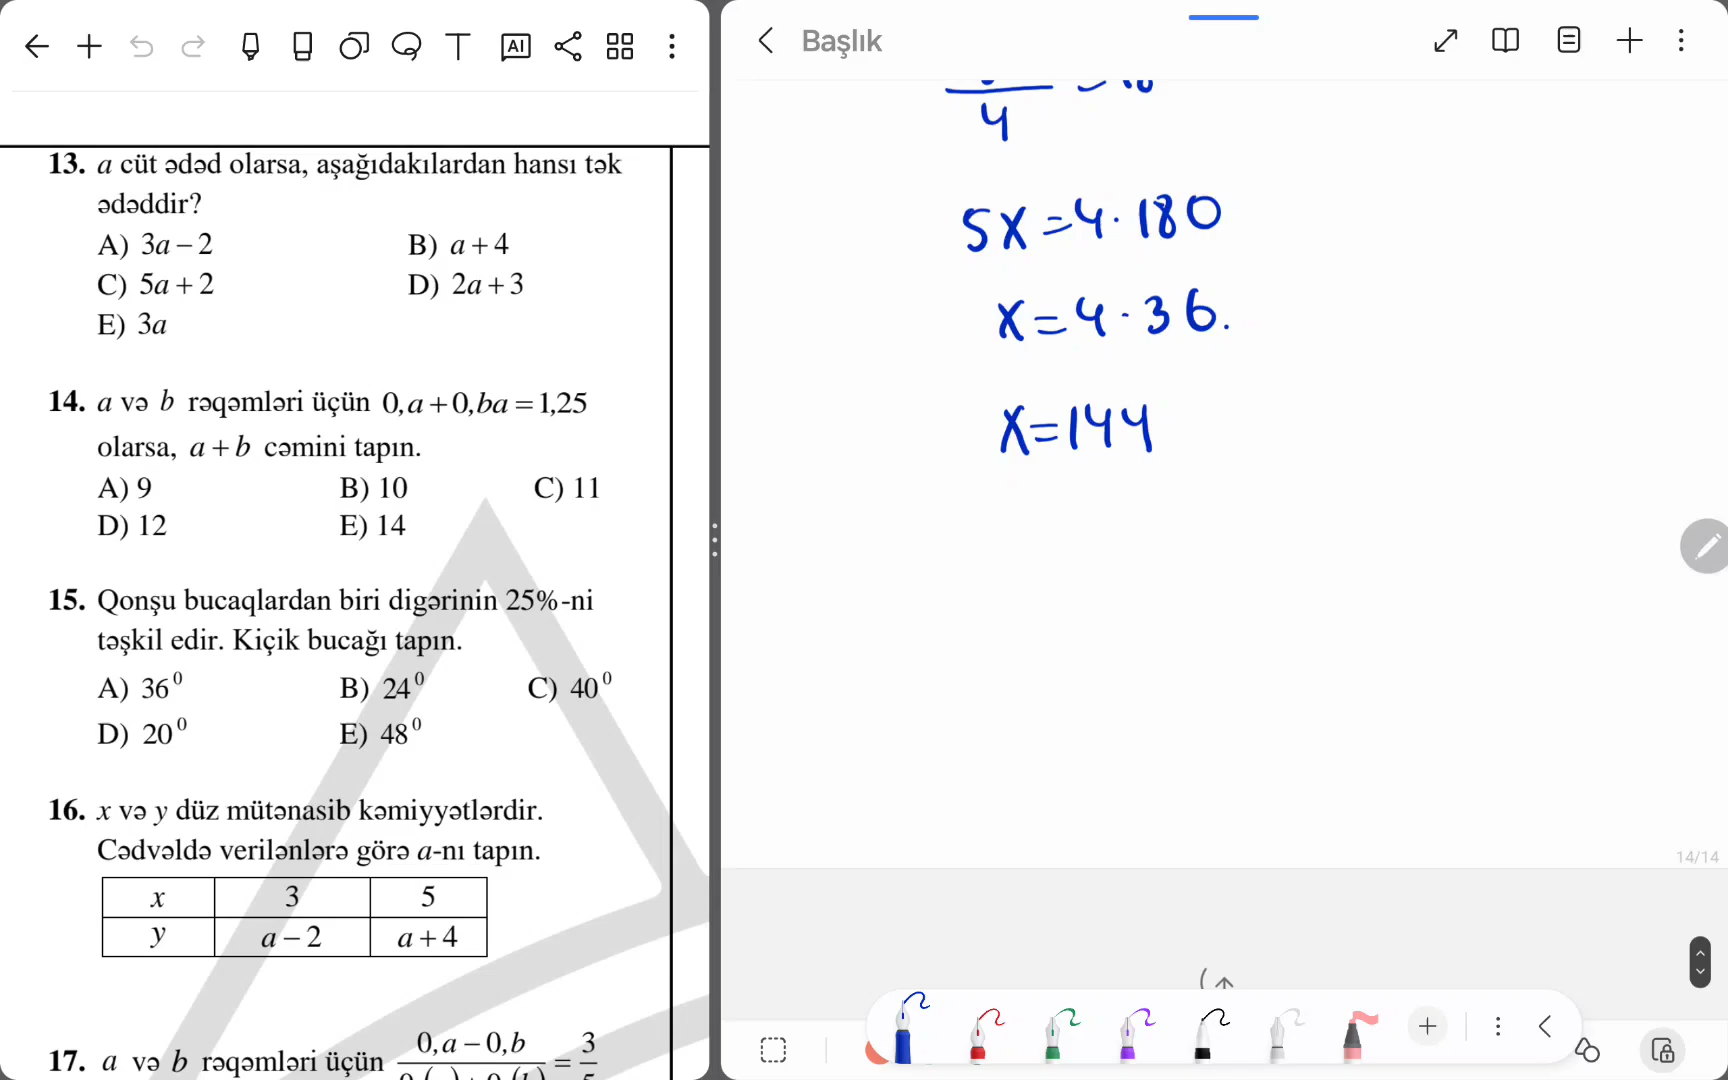 AI
13. a cüt ədəd olarsa, aşağıdakılardan hansı tək
ədəddir?
A) 3a – 2 B) a + 4
C) 5a + 2 D) 2a + 3
E) 3a
14. a və b rəqəmləri üçün 0,a + 0,ba = 1,25
olarsa, a + b cəmini tapın.
A) 9 B) 10 C) 11
D) 12 E) 14
15. Qonşu bucaqlardan biri digərinin 25%-ni
təşkil edir. Kiçik bucağı tapın.
A) 36⁰ B) 24⁰ C) 40⁰
D) 20⁰ E) 48⁰
16. x və y düz mütənasib kəmiyyətlərdir.
Cədvəldə verilənlərə görə a-nı tapın.
x 3 5
y a – 2 a + 4
17. a və b rəqəmləri üçün 0,a – 0,b = 3
Başlık
4
5x = 4 · 180
x = 4 · 36.
x = 144
14/14